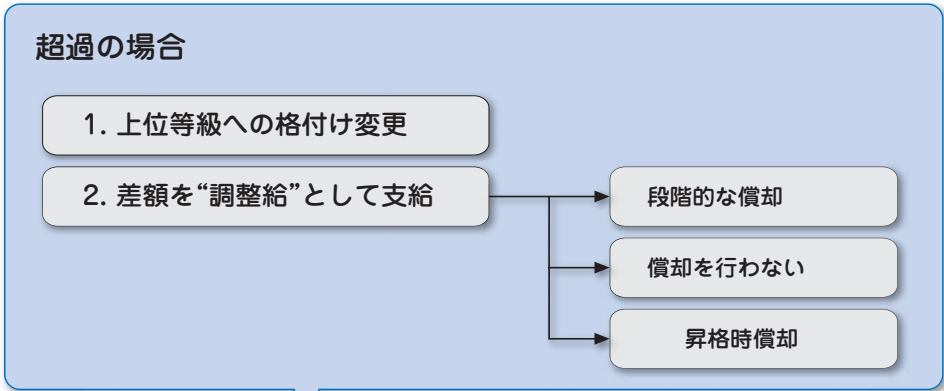 超過の場合
1. 上位等級への格付け変更
2. 差額を“調整給”として支給
段階的な償却
償却を行わない
昇格時償却